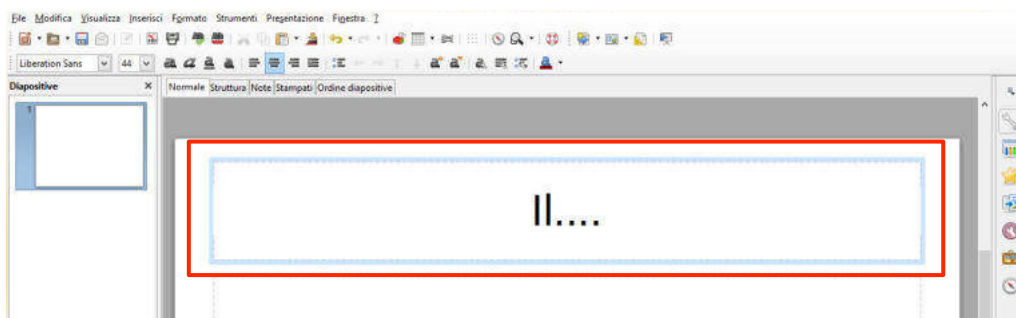 File Modifica Visualizza Inserisci Formato Strumenti Presentazione Finestra ?
Liberation Sans 44
Diapositive
Normale Struttura Note Stampati Ordine diapositive
1
Il....